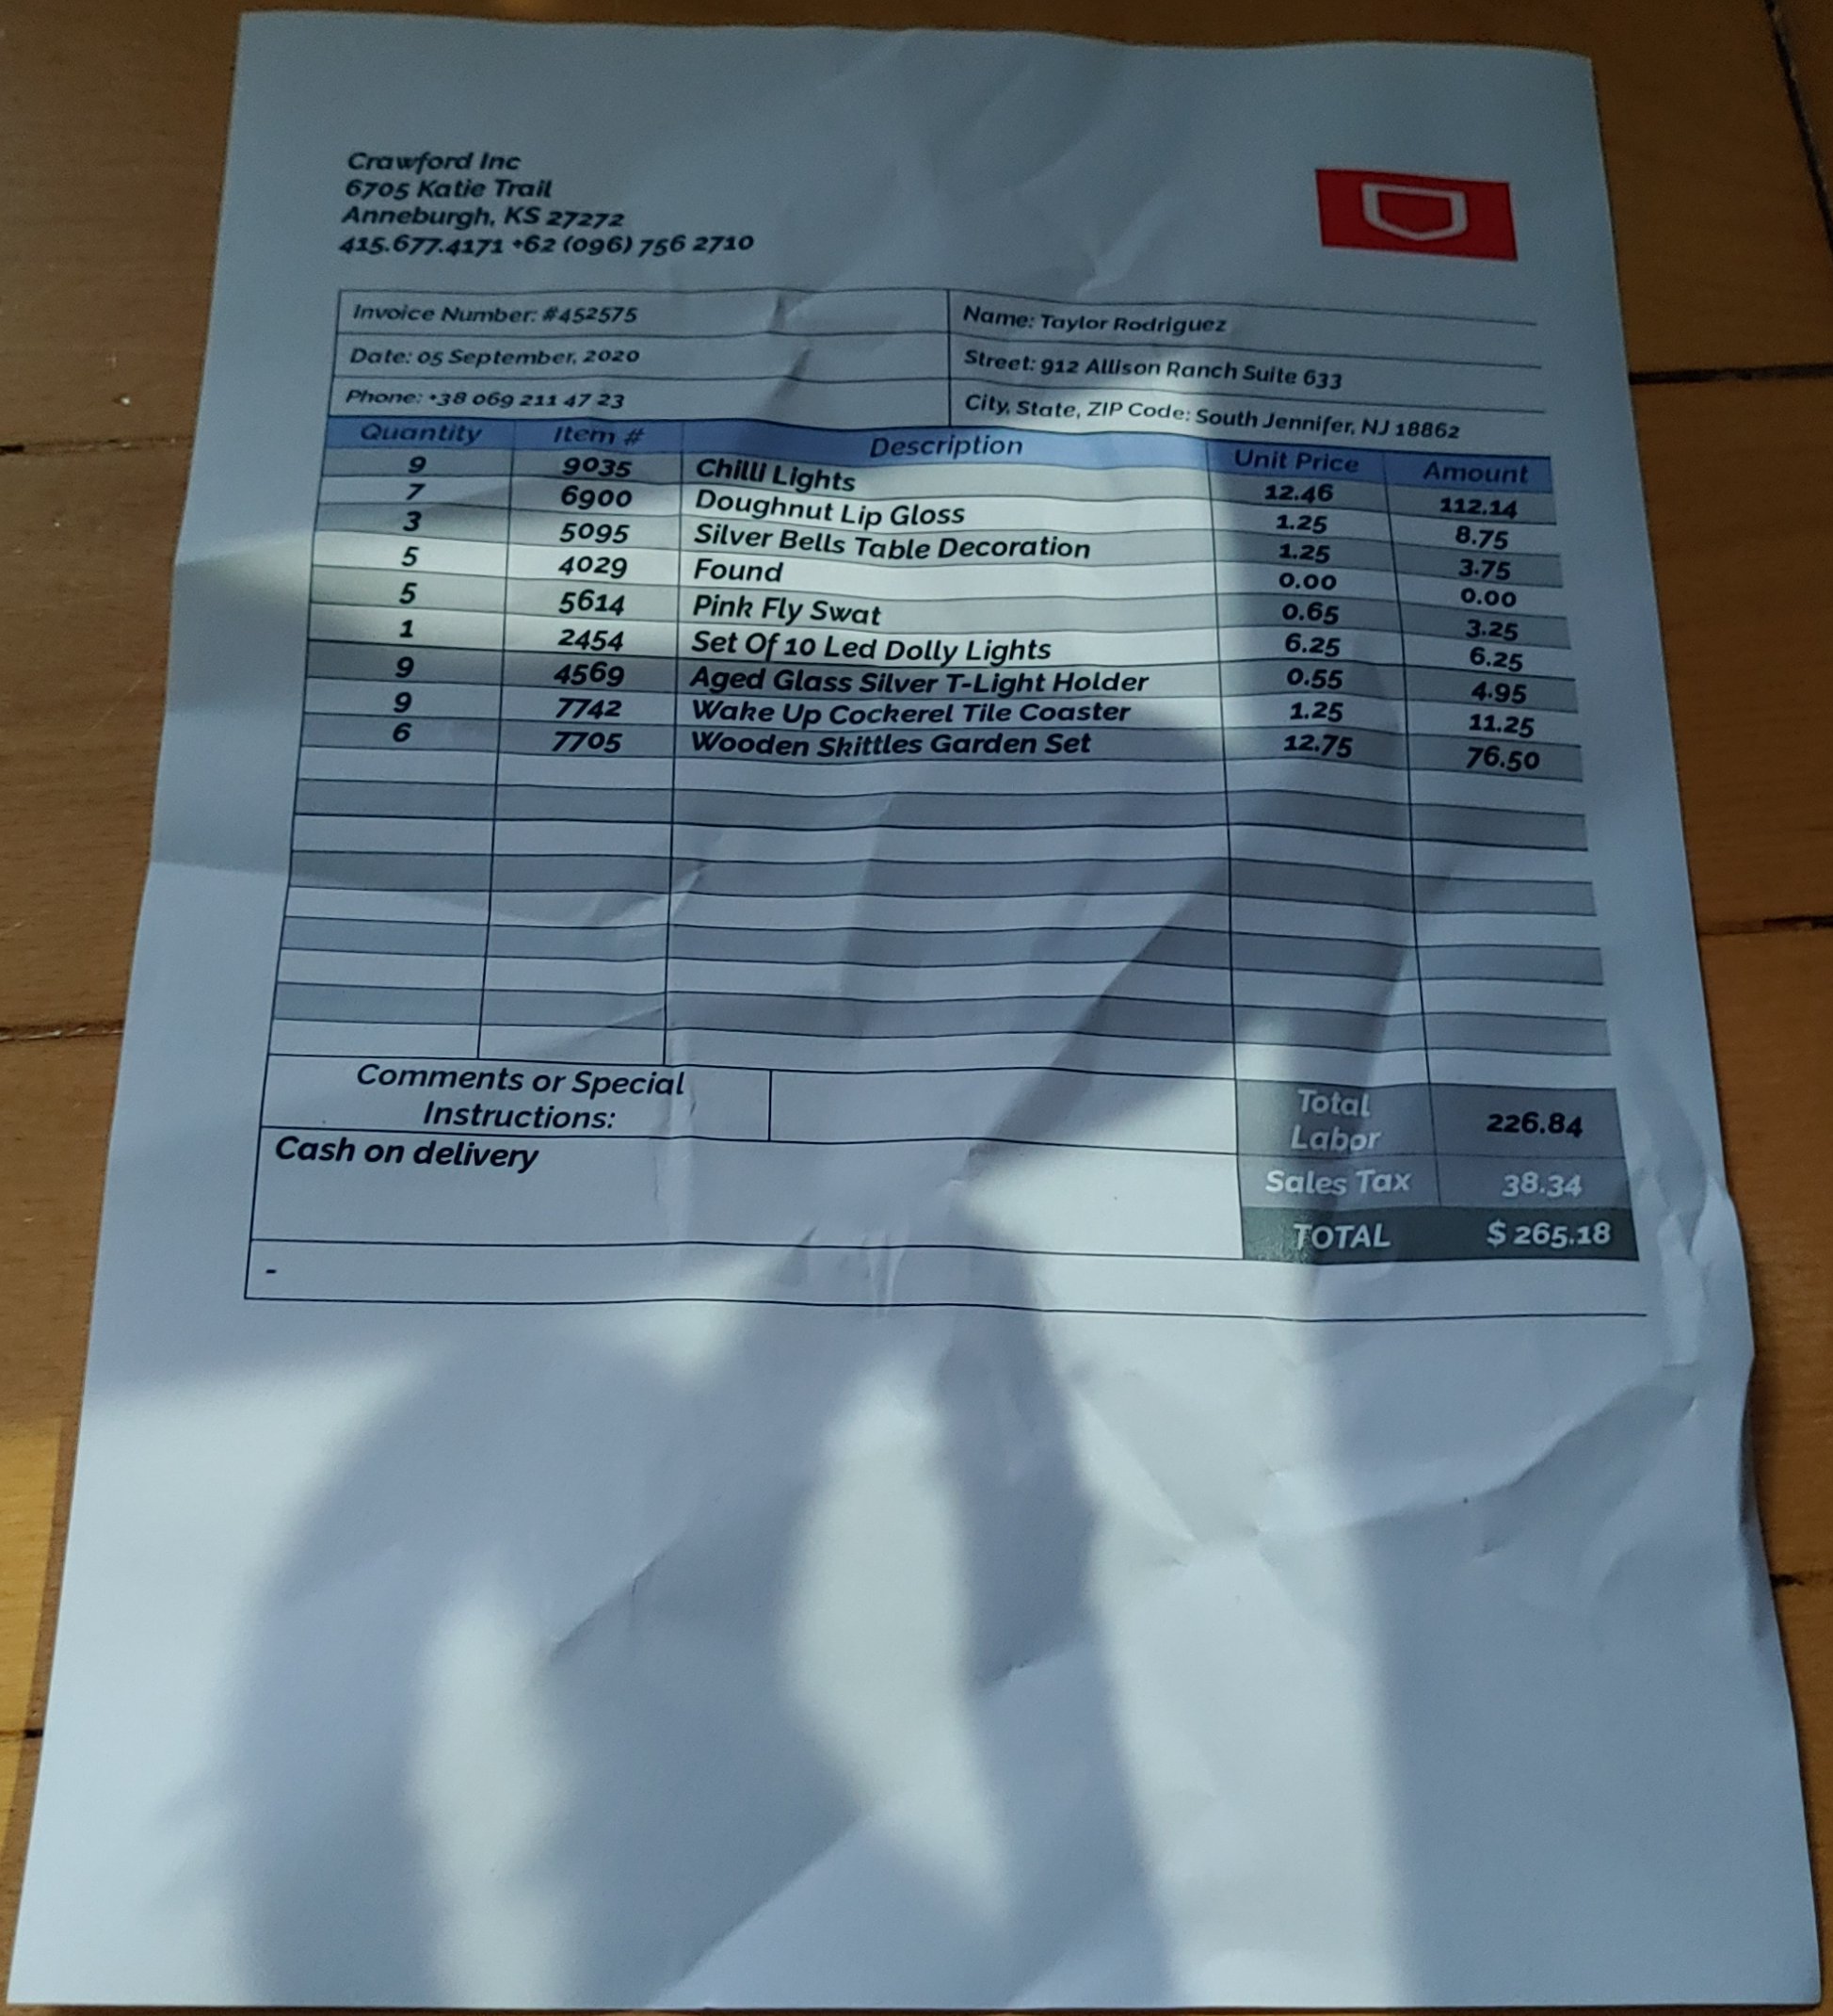 Crawford Inc
6705 Katie Trail
Anneburgh, KS 27272
415.677.4171 +62 (096) 756 2710
Invoice Number: #452575 Name: Taylor Rodriguez
Date: 05 September, 2020 Street: 912 Allison Ranch Suite 633
Phone: +38 069 211 47 23 City, State, ZIP Code: South Jennifer, NJ 18862
Quantity Item # Description Unit Price Amount
9 9035 Chilli Lights 12.46 112.14
7 6900 Doughnut Lip Gloss 1.25 8.75
3 5095 Silver Bells Table Decoration 1.25 3.75
5 4029 Found 0.00 0.00
5 5614 Pink Fly Swat 0.65 3.25
1 2454 Set Of 10 Led Dolly Lights 6.25 6.25
9 4569 Aged Glass Silver T-Light Holder 0.55 4.95
9 7742 Wake Up Cockerel Tile Coaster 1.25 11.25
6 7705 Wooden Skittles Garden Set 12.75 76.50
Comments or Special
Instructions:
Total
Labor
226.84
Cash on delivery
Sales Tax 38.34
TOTAL $ 265.18
-